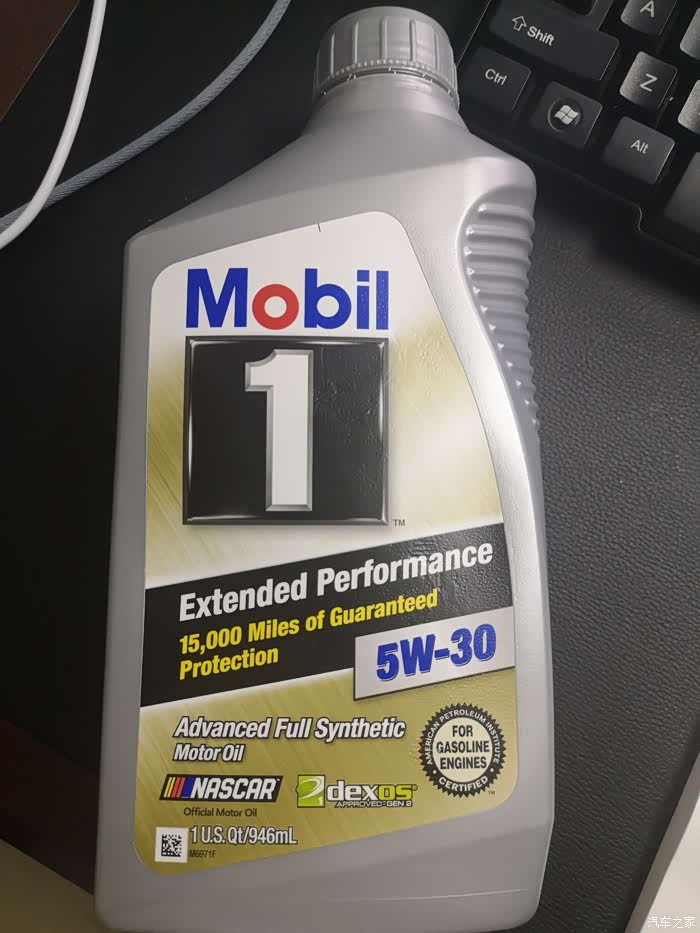 Shift
A
Ctrl
Z
Alt
Mobil
1
TM
Extended Performance
15,000 Miles of Guaranteed
Protection
5W-30
Advanced Full Synthetic
Motor Oil
AMERICAN PETROLEUM INSTITUTE
FOR
GASOLINE
ENGINES
CERTIFIED
TM
NASCAR
Official Motor Oil
dexos®
APPROVED-GEN 2
1 U.S. Qt/946mL
M6971F
汽车之家